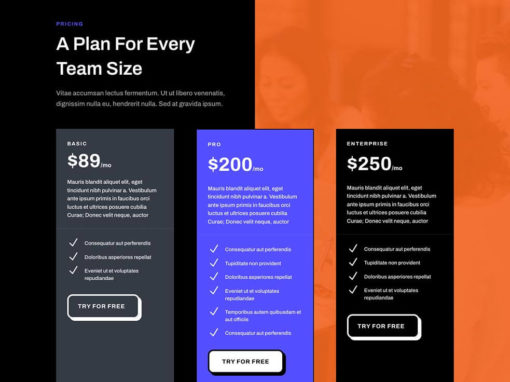 PRICING
A Plan For Every
Team Size
Vitae accumsan lectus fermentum. Ut ut libero venenatis,
dignissim nulla eu, hendrerit nulla. Sed at gravida ipsum.
BASIC
$89/mo
Mauris blandit aliquet elit, eget
tincidunt nibh pulvinar a. Vestibulum
ante ipsum primis in faucibus orci
luctus et ultrices posuere cubilia
Curae; Donec velit neque, auctor
Consequatur aut perferendis
Doloribus asperiores repellat
Eveniet ut et voluptates
repudiandae
TRY FOR FREE
PRO
$200/mo
Mauris blandit aliquet elit, eget
tincidunt nibh pulvinar a. Vestibulum
ante ipsum primis in faucibus orci
luctus et ultrices posuere cubilia
Curae; Donec velit neque, auctor
Consequatur aut perferendis
Tupiditate non provident
Doloribus asperiores repellat
Eveniet ut et voluptates
repudiandae
Temporibus autem quibusdam et
aut officiis
Consequatur aut perferendis
TRY FOR FREE
ENTERPRISE
$250/mo
Mauris blandit aliquet elit, eget
tincidunt nibh pulvinar a. Vestibulum
ante ipsum primis in faucibus orci
luctus et ultrices posuere cubilia
Curae; Donec velit neque, auctor
Consequatur aut perferendis
Tupiditate non provident
Doloribus asperiores repellat
Eveniet ut et voluptates
repudiandae
TRY FOR FREE